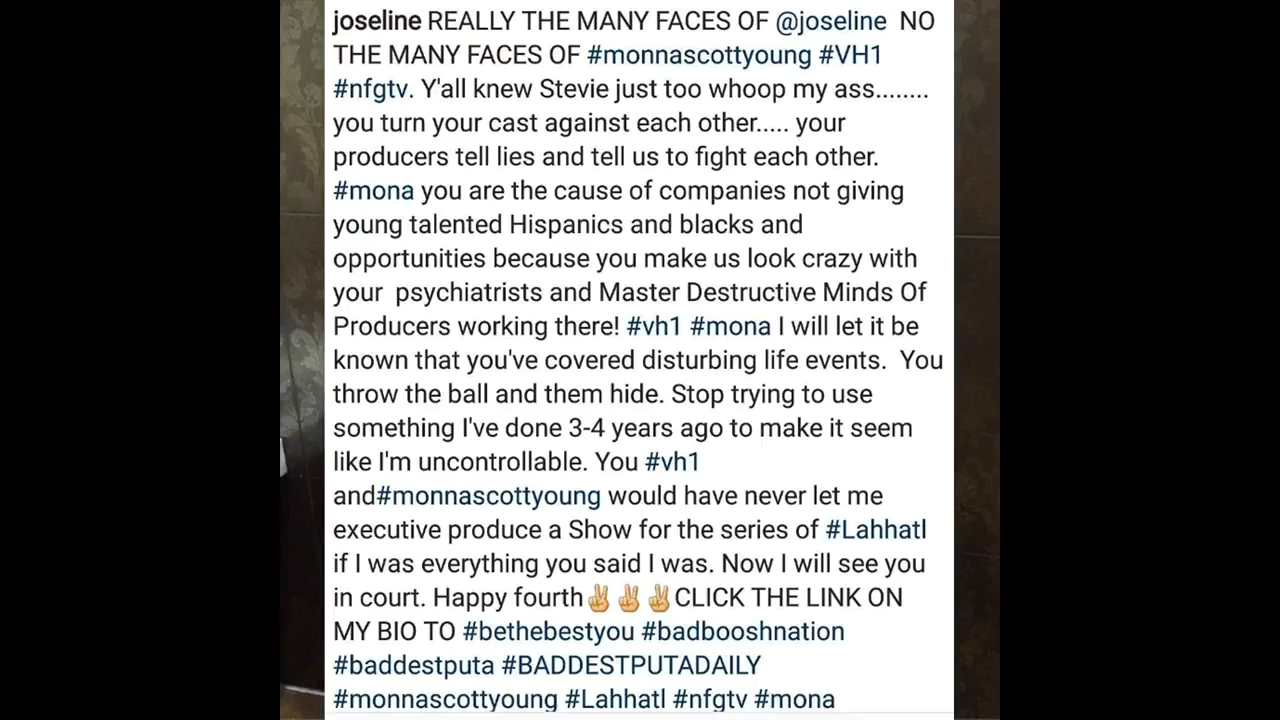 joseline REALLY THE MANY FACES OF @joseline  NO
THE MANY FACES OF #monnascottyoung #VH1
#nfgtv. Y'all knew Stevie just too whoop my ass........
you turn your cast against each other..... your
producers tell lies and tell us to fight each other.
#mona you are the cause of companies not giving
young talented Hispanics and blacks and
opportunities because you make us look crazy with
your  psychiatrists and Master Destructive Minds Of
Producers working there! #vh1 #mona I will let it be
known that you've covered disturbing life events.  You
throw the ball and them hide. Stop trying to use
something I've done 3-4 years ago to make it seem
like I'm uncontrollable. You #vh1
and#monnascottyoung would have never let me
executive produce a Show for the series of #Lahhatl
if I was everything you said I was. Now I will see you
in court. Happy fourth✌🏼✌🏼✌🏼CLICK THE LINK ON
MY BIO TO #bethebestyou #badbooshnation
#baddestputa #BADDESTPUTADAILY
#monnascottyoung #Lahhatl #nfgtv #mona